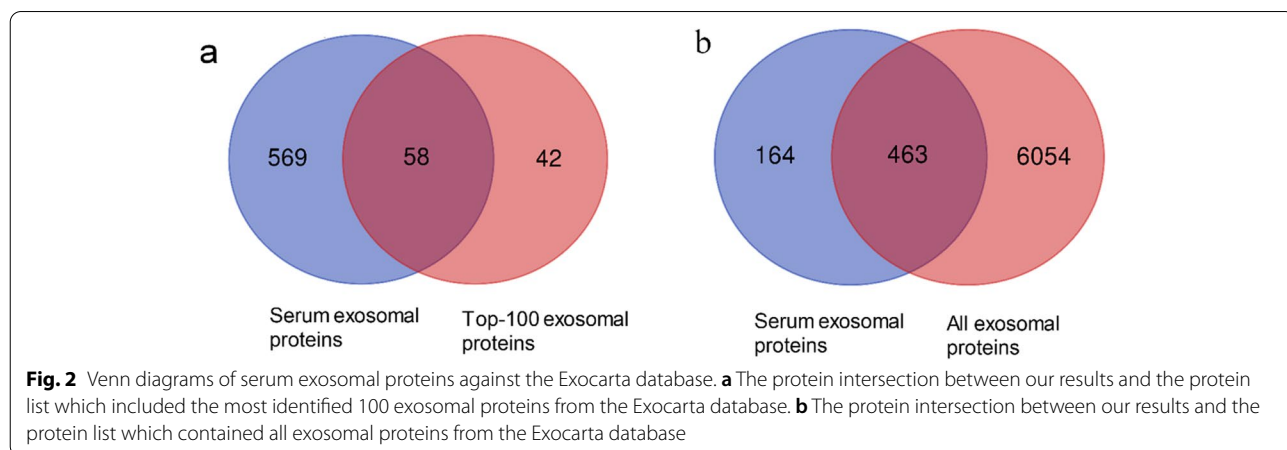 a
b
569
58
42
164
463
6054
Serum exosomal
proteins
Top-100 exosomal
proteins
Serum exosomal
proteins
All exosomal
proteins
Fig. 2 Venn diagrams of serum exosomal proteins against the Exocarta database. a The protein intersection between our results and the protein
list which included the most identified 100 exosomal proteins from the Exocarta database. b The protein intersection between our results and the
protein list which contained all exosomal proteins from the Exocarta database